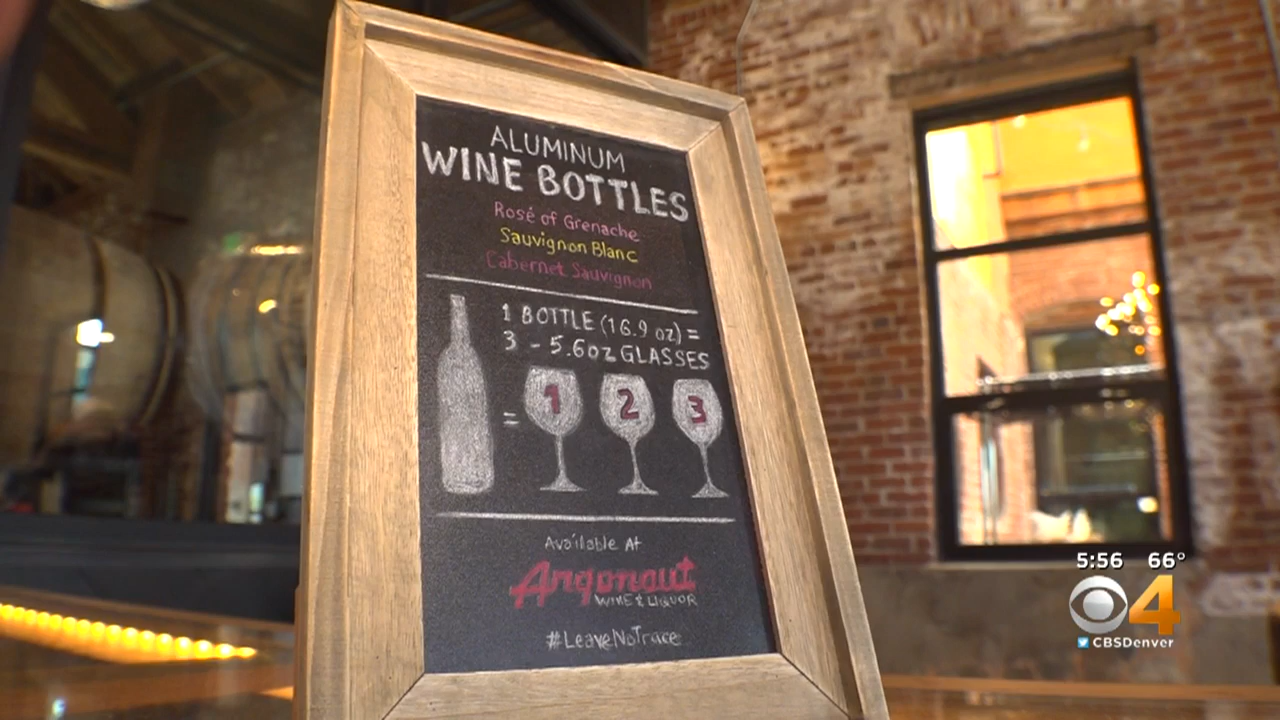 ALUMINUM
WINE BOTTLES
Rosé of Grenache
Sauvignon Blanc
Cabernet Sauvignon
1 BOTTLE (16.9 oz) =
3 - 5.6oz GLASSES
= 1 2 3
Available At
Argonaut
WINE & LIQUOR
#LeaveNoTrace
5:56 66°
4
CBSDenver